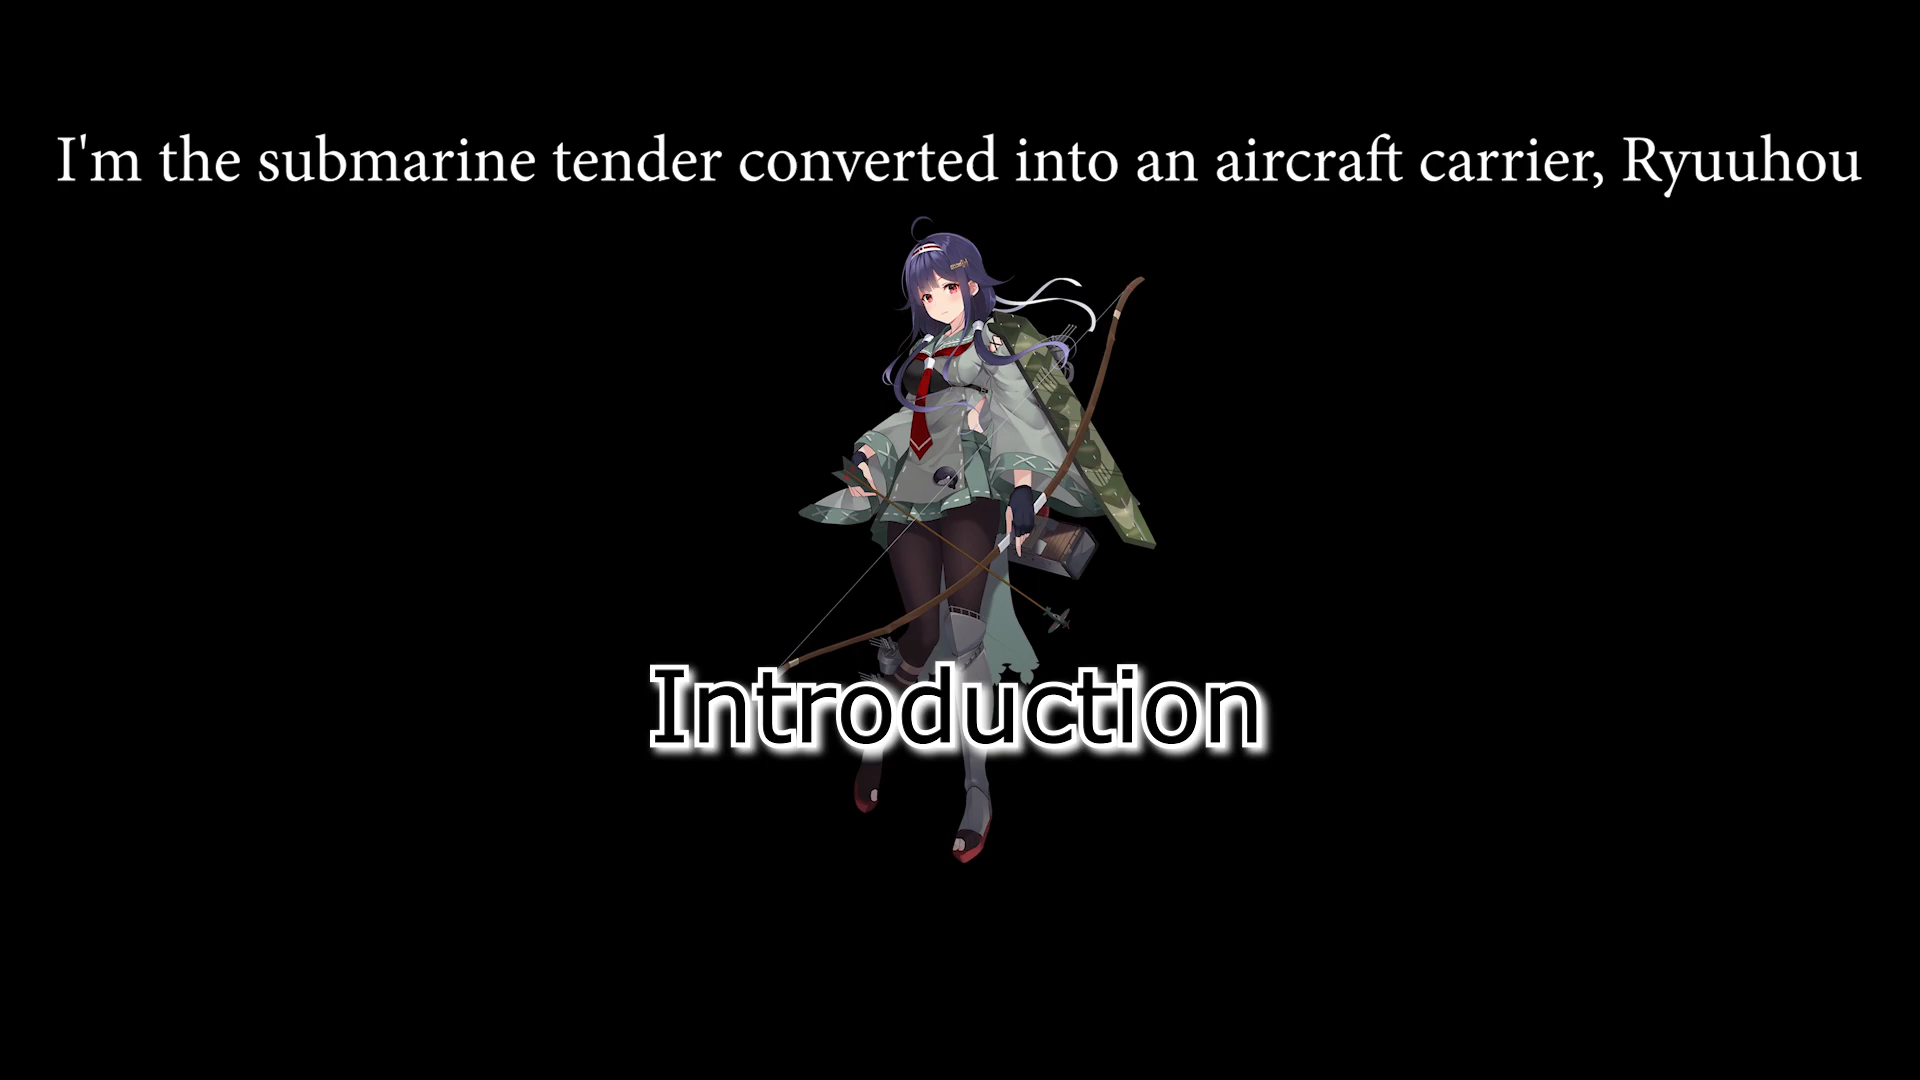 I'm the submarine tender converted into an aircraft carrier, Ryuuhou
Introduction